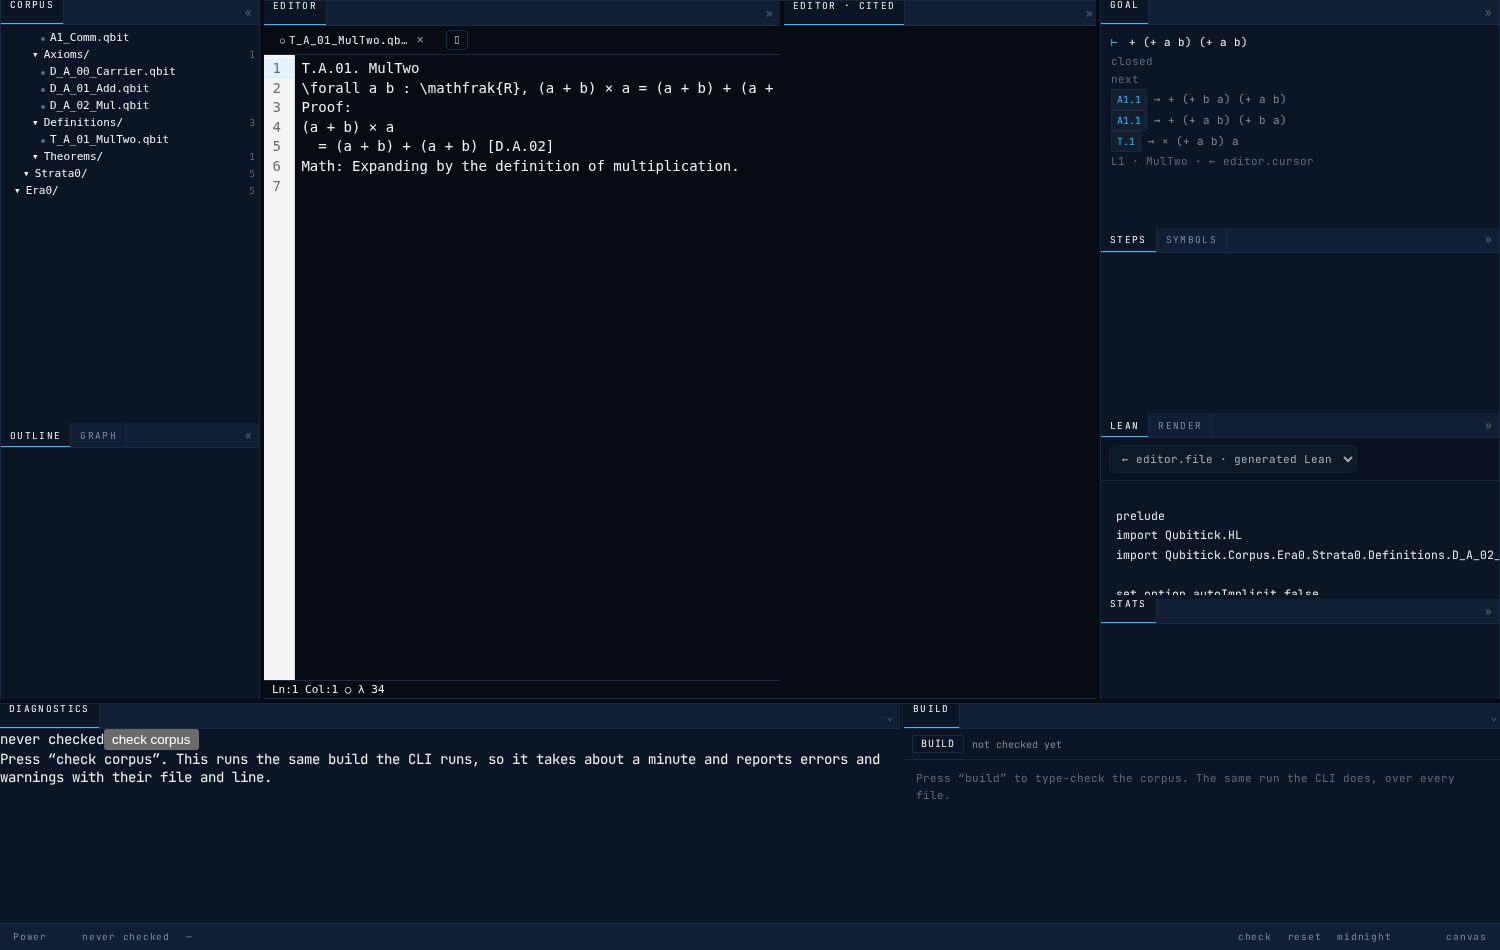 CORPUS «
A1_Comm.qbit
▾ Axioms/ 1
D_A_00_Carrier.qbit
D_A_01_Add.qbit
D_A_02_Mul.qbit
▾ Definitions/ 3
T_A_01_MulTwo.qbit
▾ Theorems/ 1
▾ Strata0/ 5
▾ Era0/ 5
OUTLINE GRAPH «
EDITOR »
○ T_A_01_MulTwo.qb… × ▯
1 T.A.01. MulTwo
2 \forall a b : \mathfrak{R}, (a + b) × a = (a + b) + (a +
3 Proof:
4 (a + b) × a
5 = (a + b) + (a + b) [D.A.02]
6 Math: Expanding by the definition of multiplication.
7
Ln:1 Col:1 ○ λ 34
EDITOR · CITED »
GOAL »
⊢ + (+ a b) (+ a b)
closed
next
A1.1 → + (+ b a) (+ a b)
A1.1 → + (+ a b) (+ b a)
T.1 → × (+ a b) a
L1 · MulTwo · ← editor.cursor
STEPS SYMBOLS »
LEAN RENDER »
← editor.file · generated Lean
prelude
import Qubitick.HL
import Qubitick.Corpus.Era0.Strata0.Definitions.D_A_02_
set_option autoImplicit false
STATS »
DIAGNOSTICS ⌄
never checked check corpus
Press “check corpus”. This runs the same build the CLI runs, so it takes about a minute and reports errors and
warnings with their file and line.
BUILD ⌄
BUILD not checked yet
Press “build” to type-check the corpus. The same run the CLI does, over every
file.
Power never checked — check reset midnight canvas